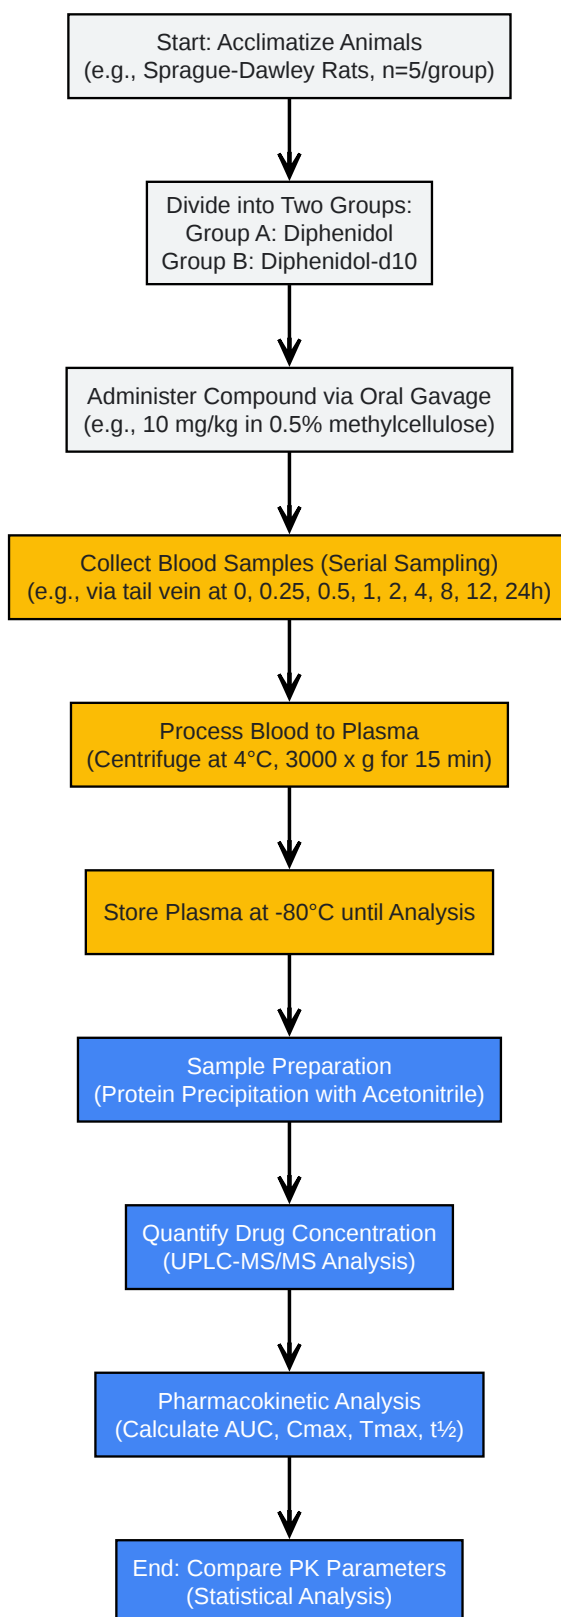 Start: Acclimatize Animals
(e.g., Sprague-Dawley Rats, n=5/group)
Divide into Two Groups:
Group A: Diphenidol
Group B: Diphenidol-d10
Administer Compound via Oral Gavage
(e.g., 10 mg/kg in 0.5% methylcellulose)
Collect Blood Samples (Serial Sampling)
(e.g., via tail vein at 0, 0.25, 0.5, 1, 2, 4, 8, 12, 24h)
Process Blood to Plasma
(Centrifuge at 4°C, 3000 x g for 15 min)
Store Plasma at -80°C until Analysis
Sample Preparation
(Protein Precipitation with Acetonitrile)
Quantify Drug Concentration
(UPLC-MS/MS Analysis)
Pharmacokinetic Analysis
(Calculate AUC, Cmax, Tmax, t½)
End: Compare PK Parameters
(Statistical Analysis)